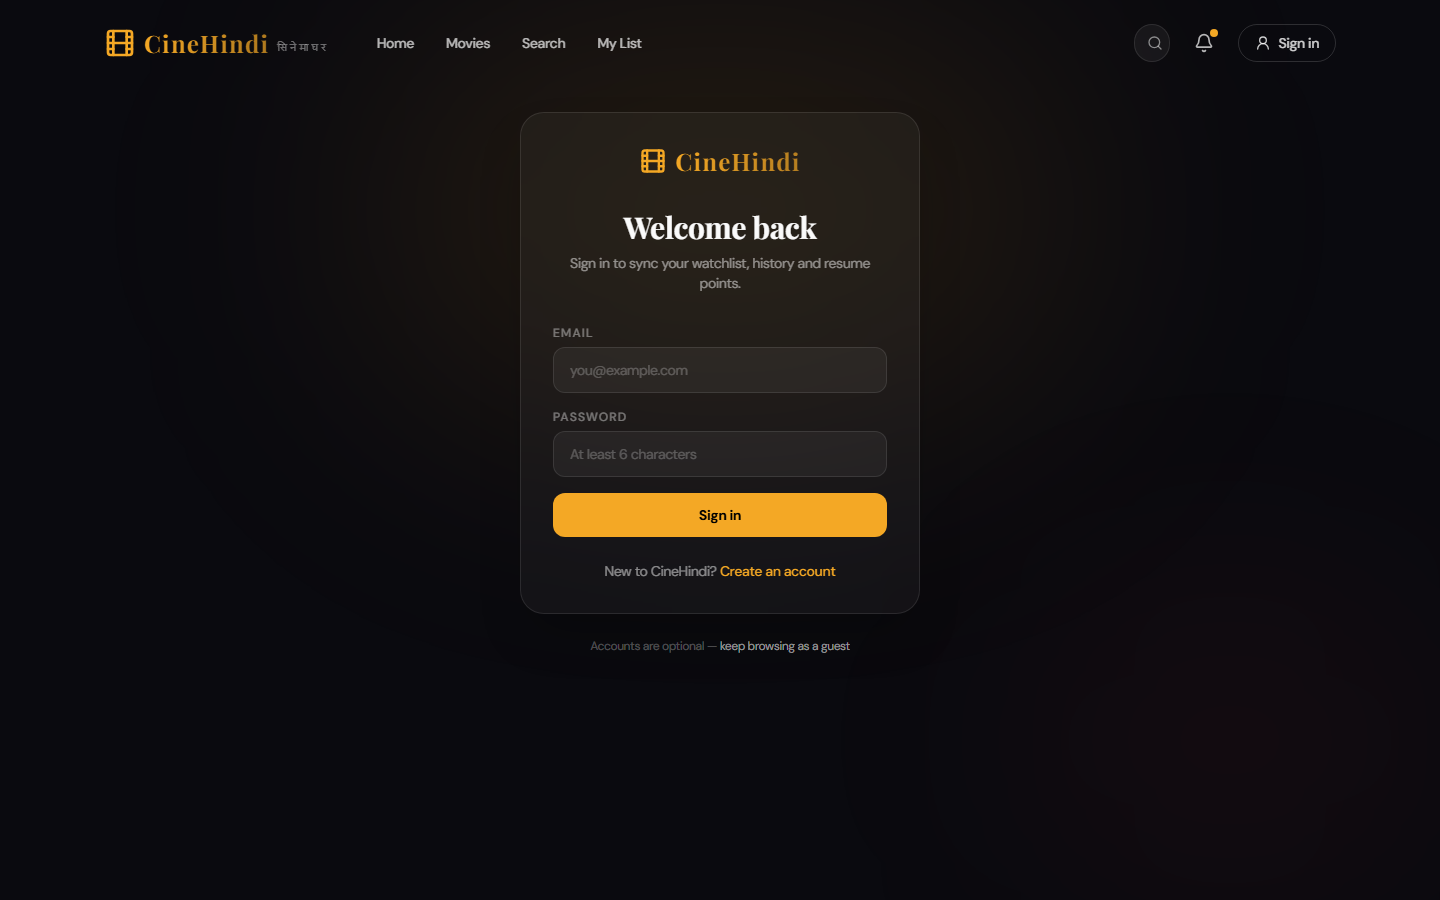 CineHindi सिनेमाघर Home Movies Search My List Sign in
CineHindi
Welcome back
Sign in to sync your watchlist, history and resume
points.
EMAIL
you@example.com
PASSWORD
At least 6 characters
Sign in
New to CineHindi? Create an account
Accounts are optional — keep browsing as a guest